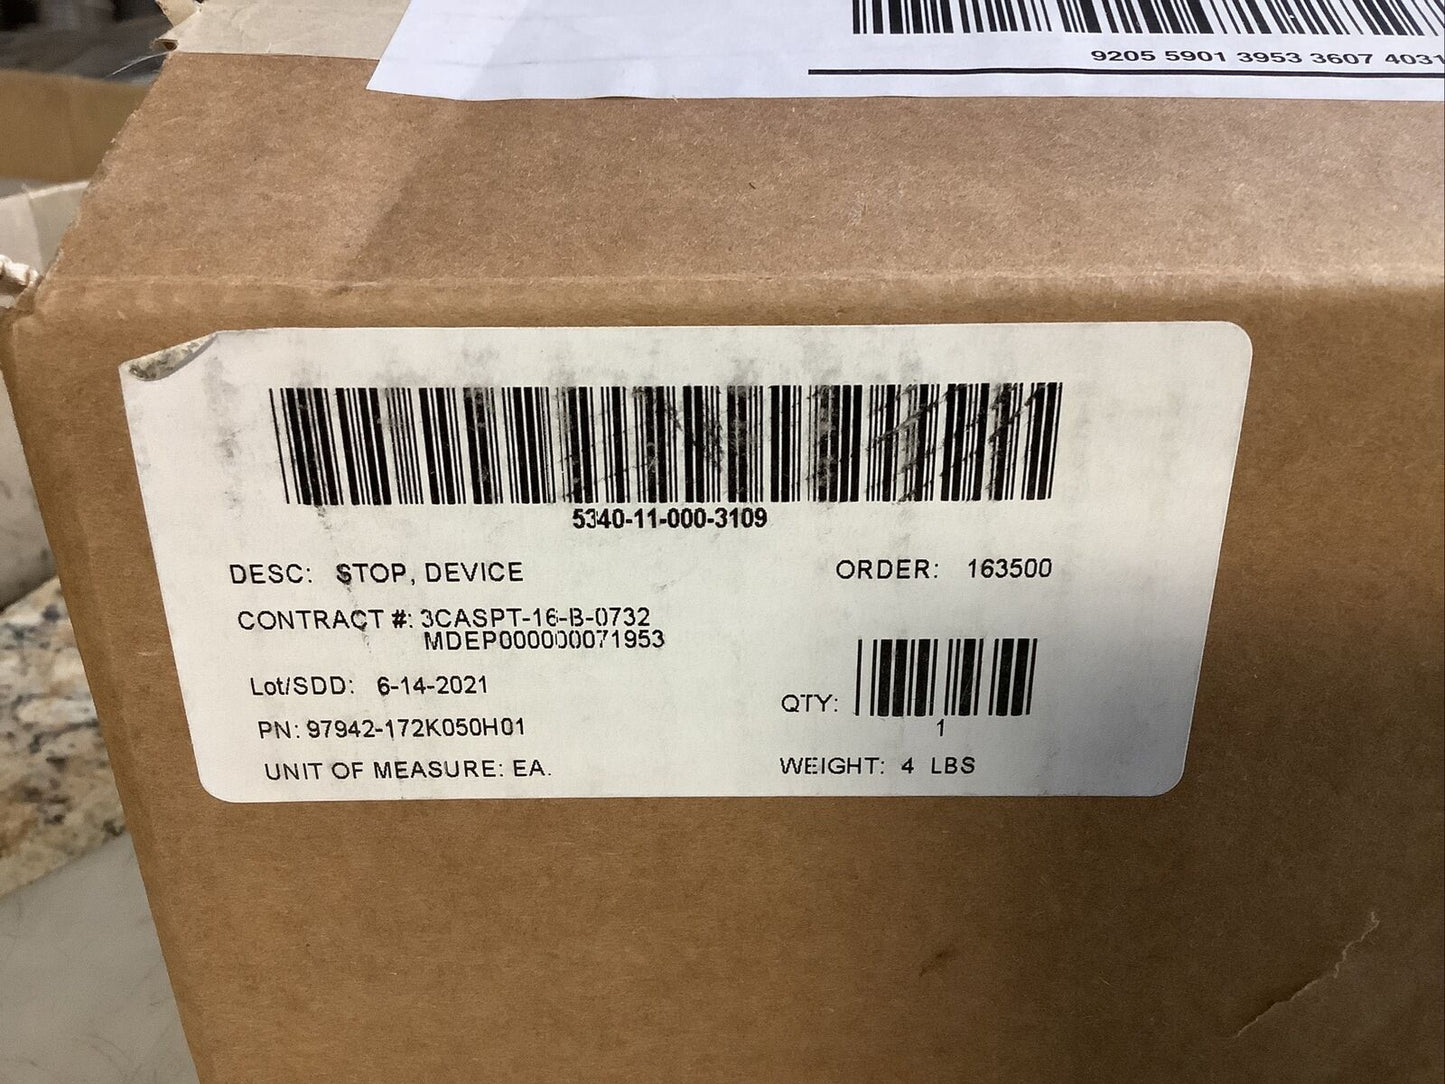 9205 5901 3953 3607 4031
5340-11-000-3109
DESC: STOP, DEVICE
ORDER: 163500
CONTRACT #: 3CASPT-16-B-0732
MDEP000000071953
Lot/SDD: 6-14-2021
QTY:
1
PN: 97942-172K050H01
UNIT OF MEASURE: EA.
WEIGHT: 4 LBS